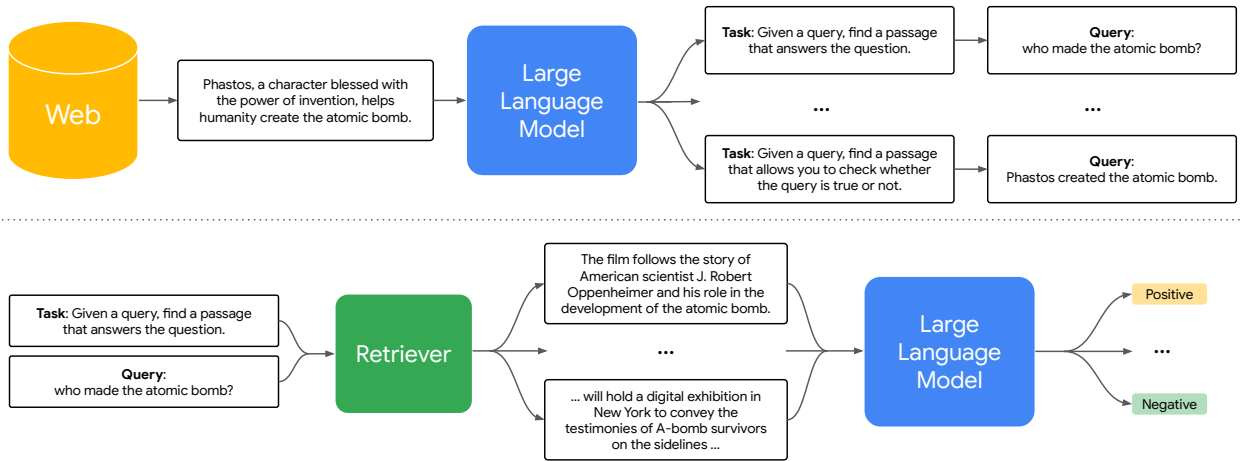 Web
Phastos, a character blessed with
the power of invention, helps
humanity create the atomic bomb.
Large
Language
Model
Task: Given a query, find a passage
that answers the question.
Query:
who made the atomic bomb?
...
...
Task: Given a query, find a passage
that allows you to check whether
the query is true or not.
Query:
Phastos created the atomic bomb.
Task: Given a query, find a passage
that answers the question.
Query:
who made the atomic bomb?
Retriever
The film follows the story of
American scientist J. Robert
Oppenheimer and his role in the
development of the atomic bomb.
...
... will hold a digital exhibition in
New York to convey the
testimonies of A-bomb survivors
on the sidelines ...
Large
Language
Model
Positive
...
Negative